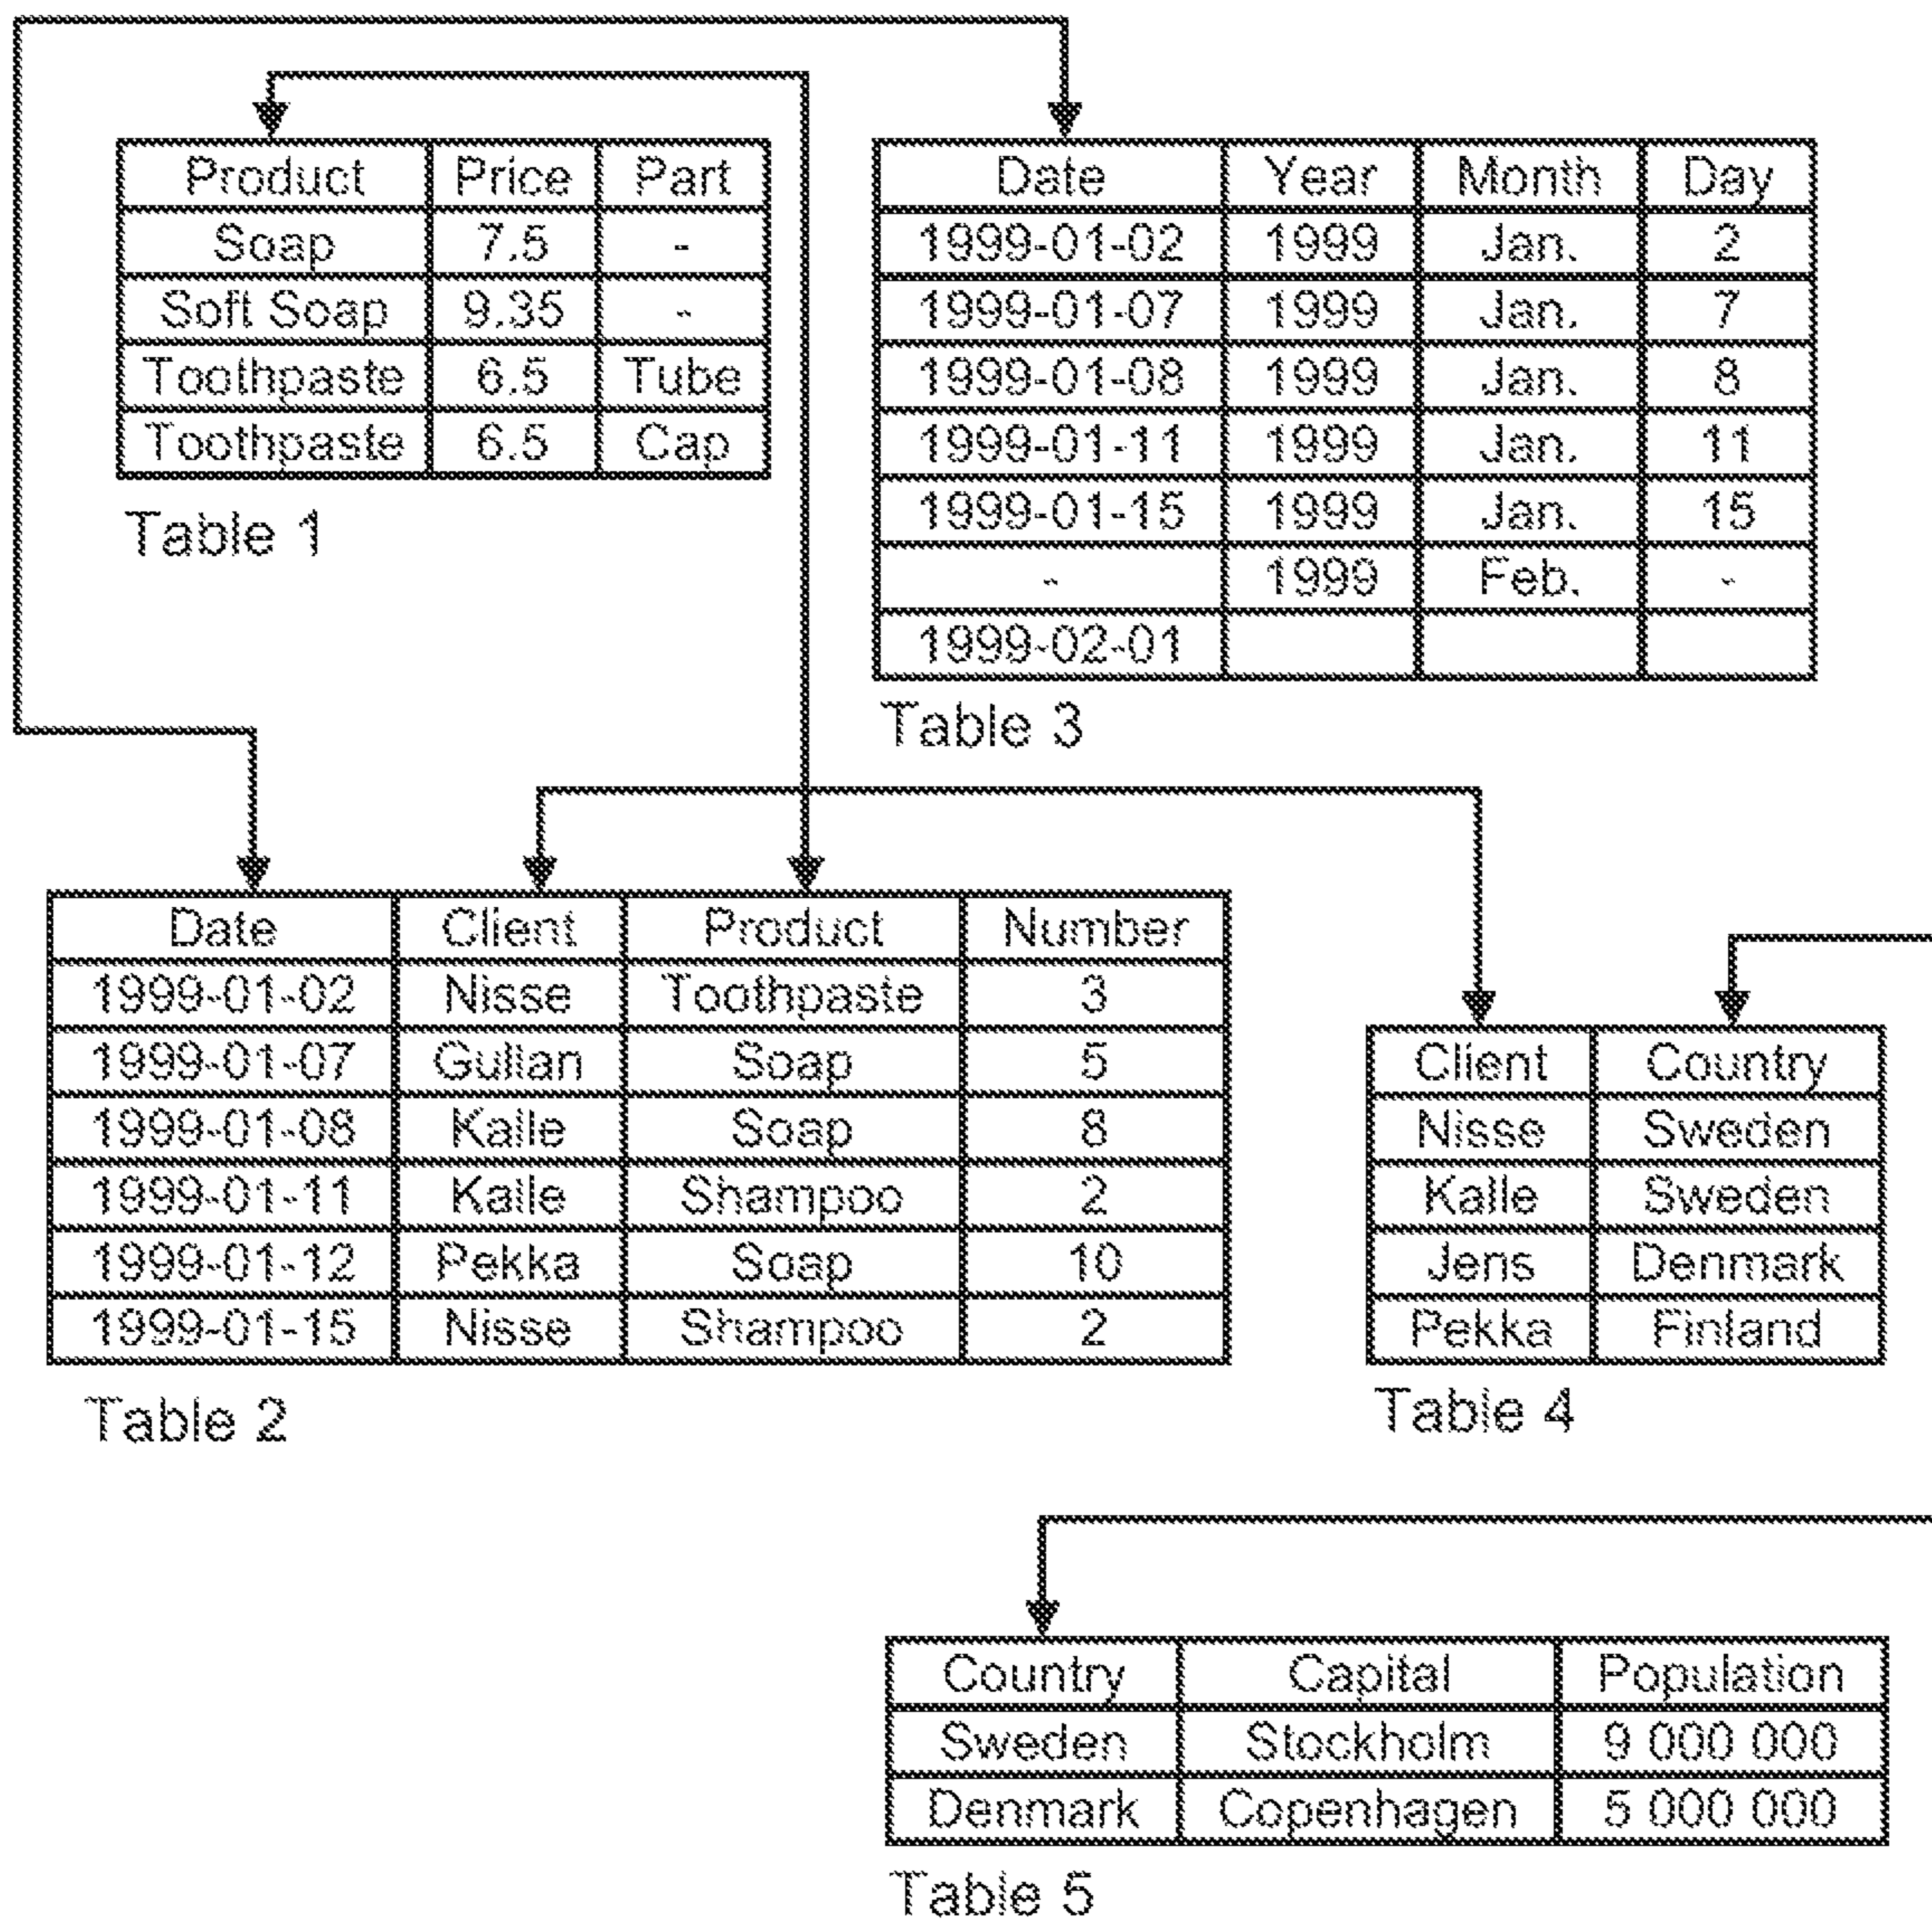 Product Price Part
Soap 7.5 -
Soft Soap 9.35 -
Toothpaste 6.5 Tube
Toothpaste 6.5 Cap
Table 1
Date Year Month Day
1999-01-02 1999 Jan. 2
1999-01-07 1999 Jan. 7
1999-01-08 1999 Jan. 8
1999-01-11 1999 Jan. 11
1999-01-15 1999 Jan. 15
- 1999 Feb. -
1999-02-01
Table 3
Date Client Product Number
1999-01-02 Nisse Toothpaste 3
1999-01-07 Gullan Soap 5
1999-01-08 Kalle Soap 8
1999-01-11 Kalle Shampoo 2
1999-01-12 Pekka Soap 10
1999-01-15 Nisse Shampoo 2
Table 2
Client Country
Nisse Sweden
Kalle Sweden
Jens Denmark
Pekka Finland
Table 4
Country Capital Population
Sweden Stockholm 9 000 000
Denmark Copenhagen 5 000 000
Table 5